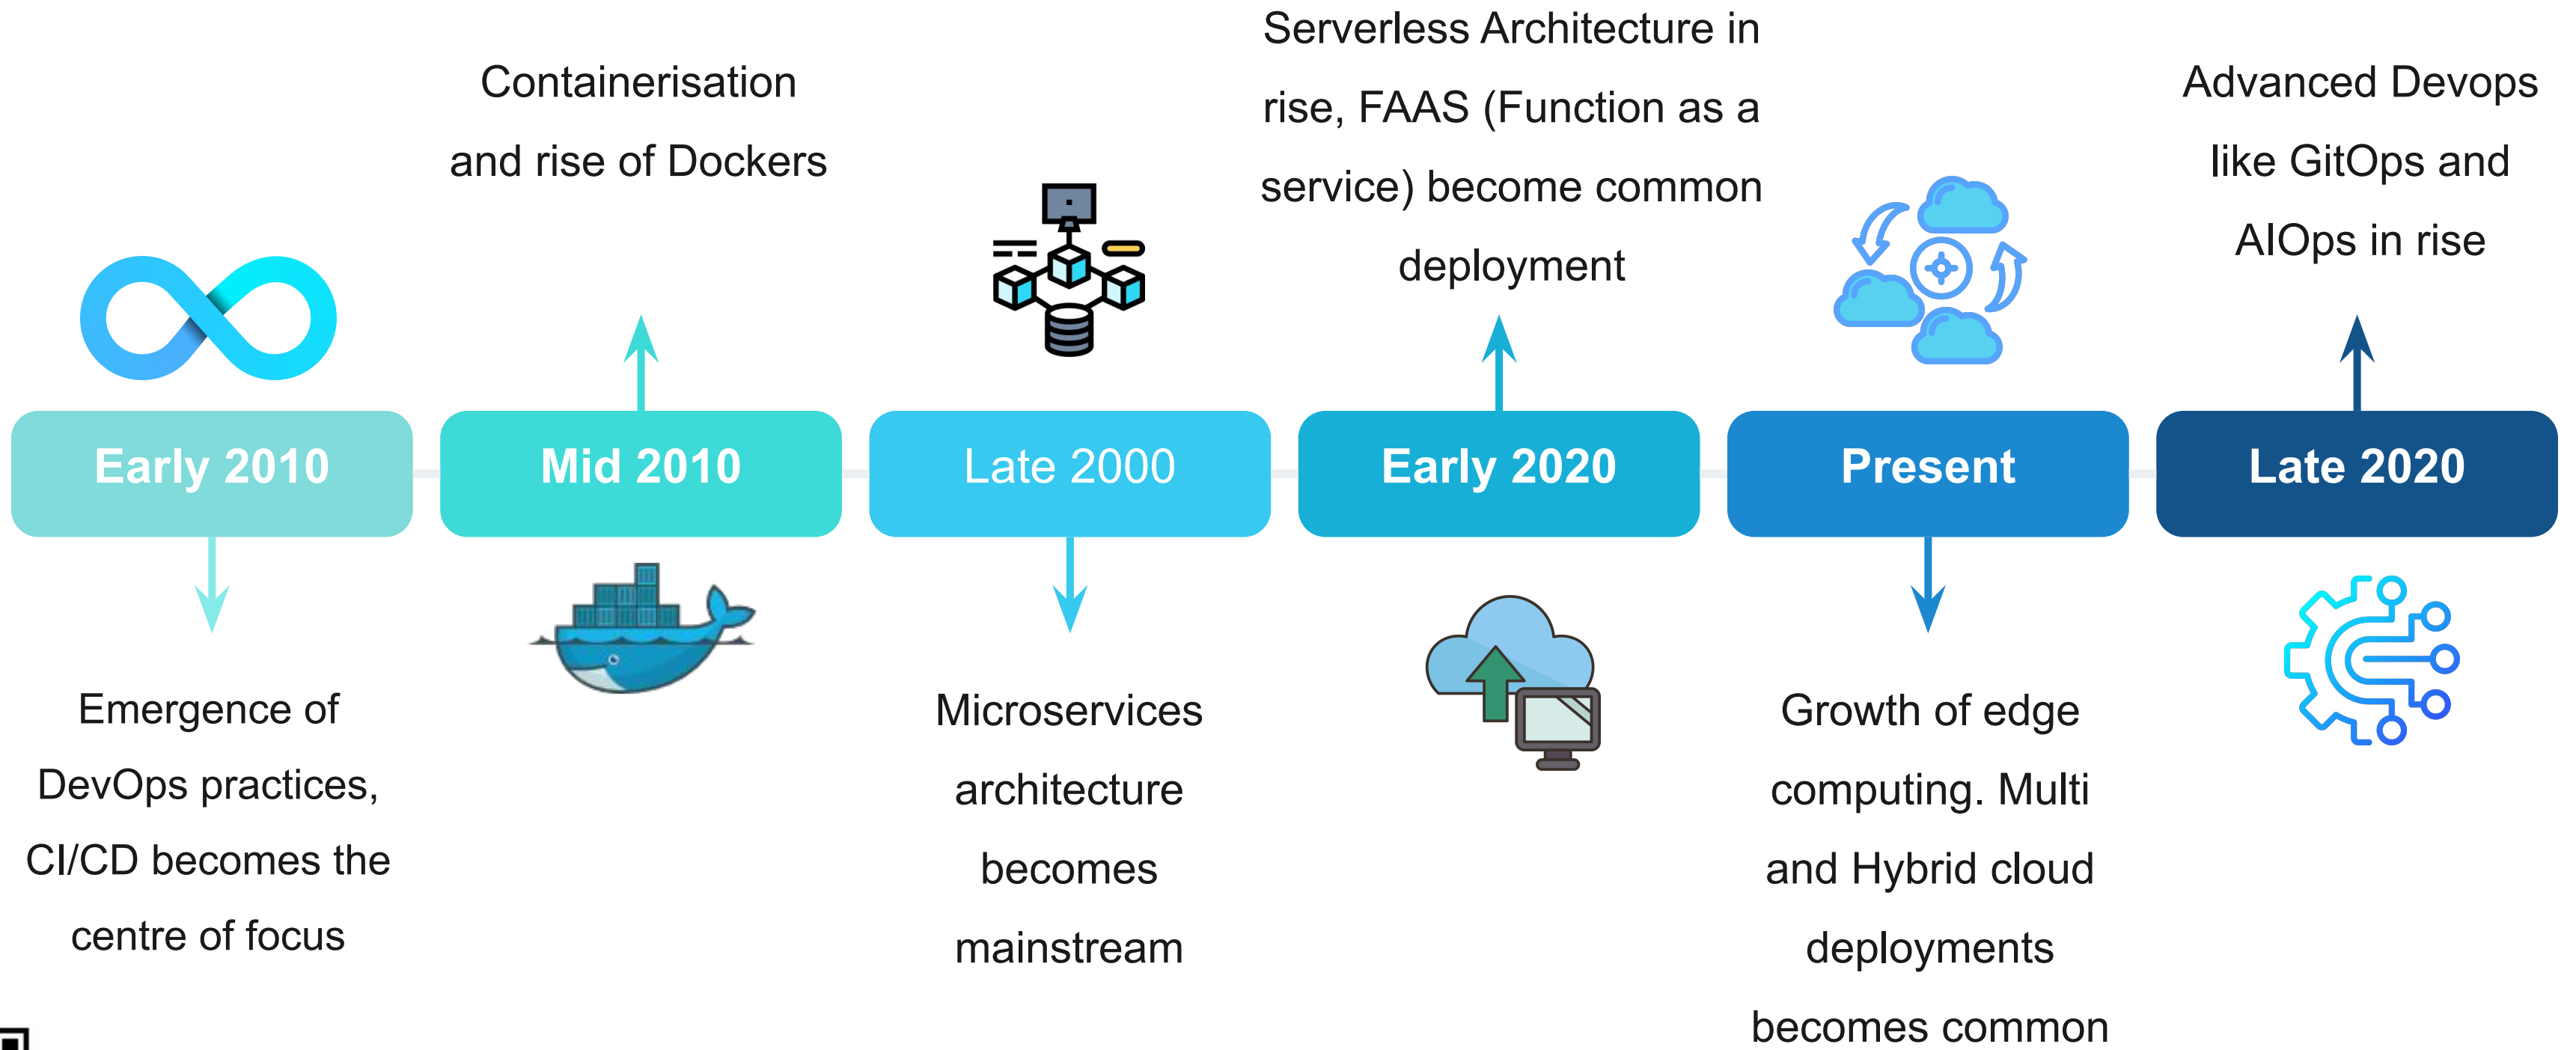 Containerisation
and rise of Dockers
Serverless Architecture in
rise, FAAS (Function as a
service) become common
deployment
Advanced Devops
like GitOps and
AIOps in rise
Early 2010
Mid 2010
Late 2000
Early 2020
Present
Late 2020
Emergence of
DevOps practices,
CI/CD becomes the
centre of focus
Microservices
architecture
becomes
mainstream
Growth of edge
computing. Multi
and Hybrid cloud
deployments
becomes common